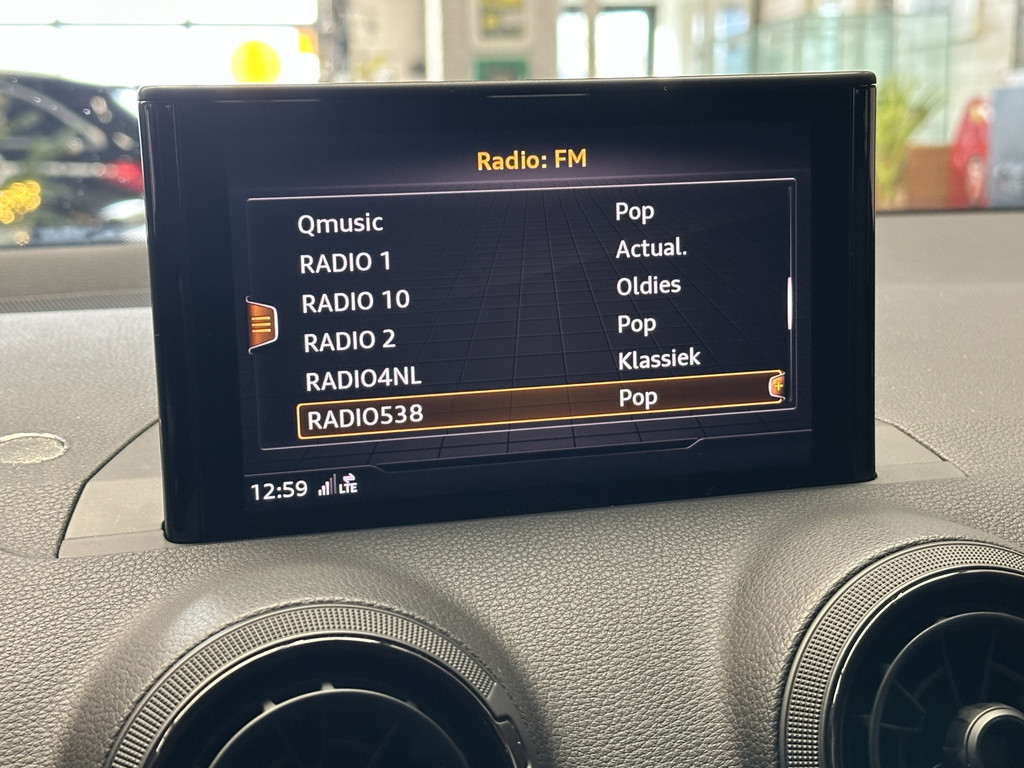 Radio: FM
Qmusic Pop
RADIO 1 Actual.
RADIO 10 Oldies
RADIO 2 Pop
RADIO4NL Klassiek
RADIO538 Pop
12:59 LTE